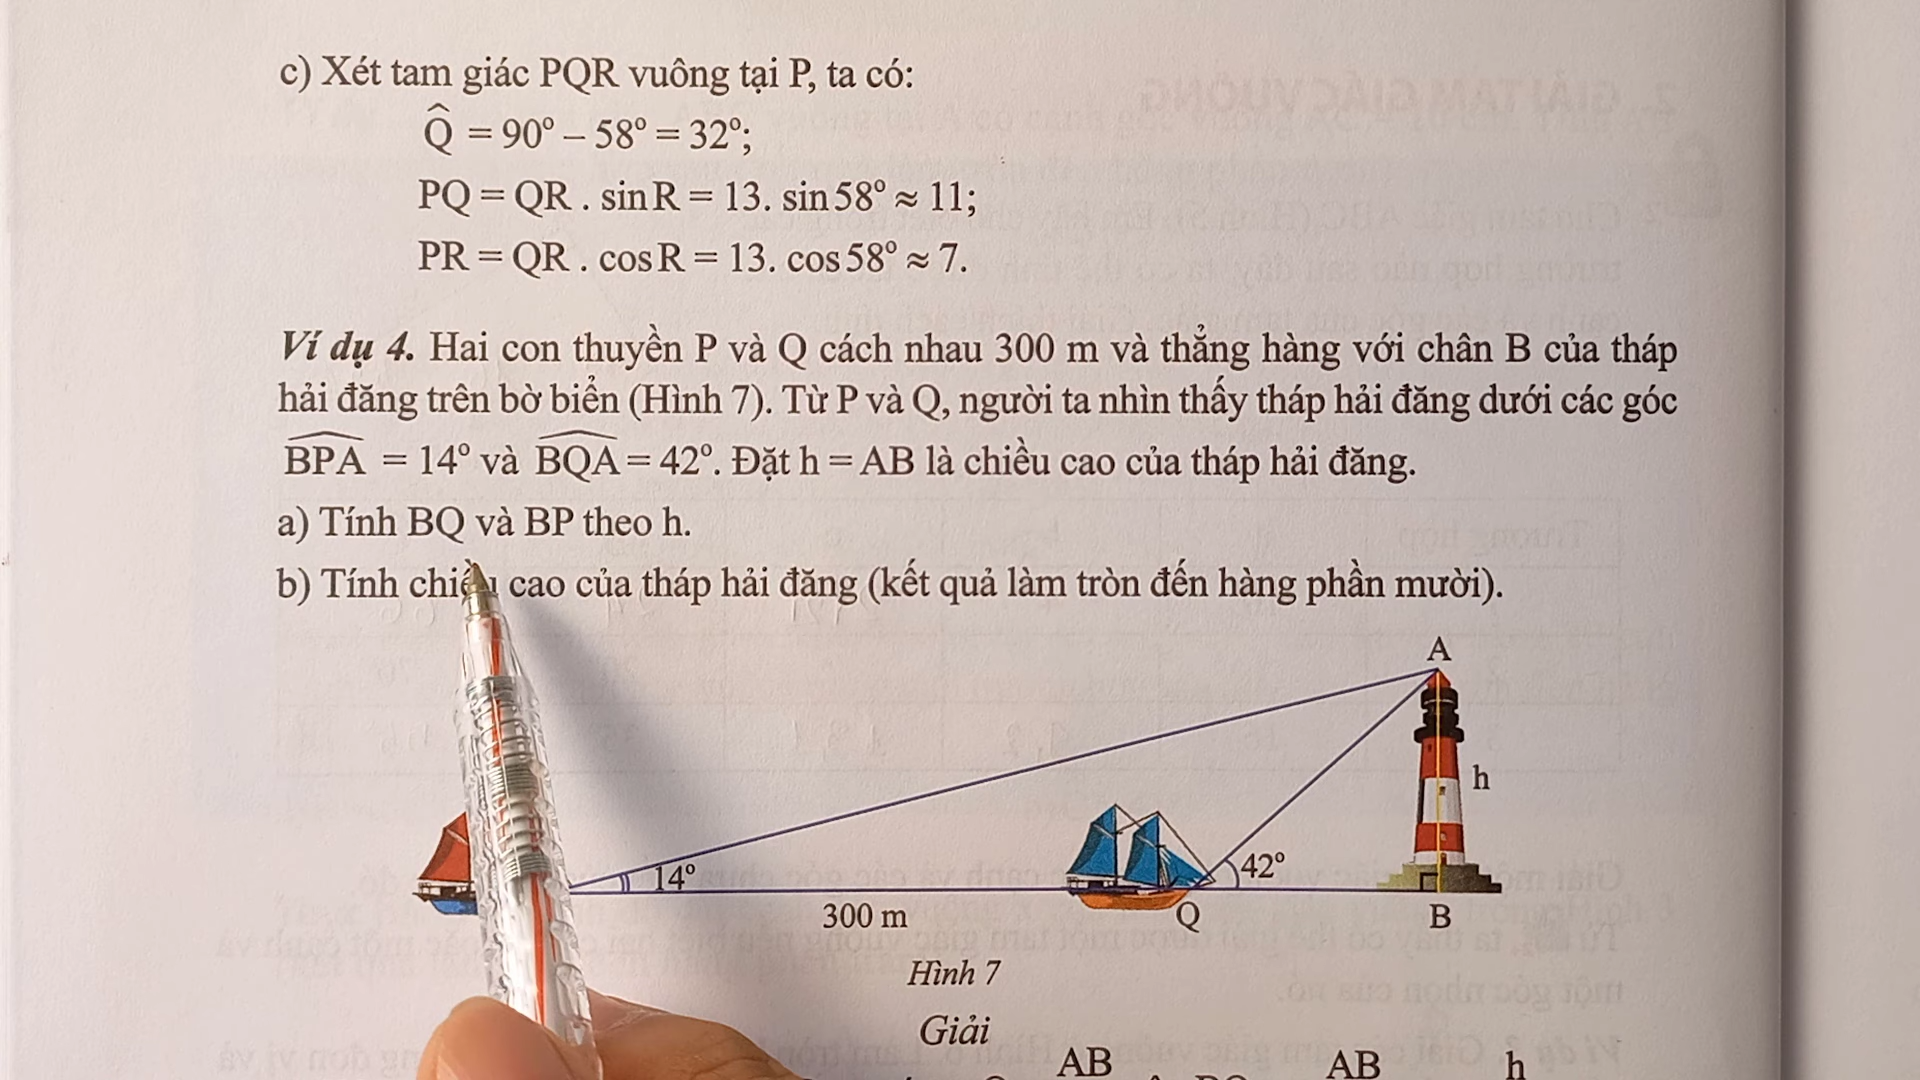 c) Xét tam giác PQR vuông tại P, ta có:
Q̂ = 90° – 58° = 32°;
PQ = QR . sin R = 13. sin 58° ≈ 11;
PR = QR . cos R = 13. cos 58° ≈ 7.
Ví dụ 4. Hai con thuyền P và Q cách nhau 300 m và thẳng hàng với chân B của tháp
hải đăng trên bờ biển (Hình 7). Từ P và Q, người ta nhìn thấy tháp hải đăng dưới các góc
BPA = 14° và BQA = 42°. Đặt h = AB là chiều cao của tháp hải đăng.
a) Tính BQ và BP theo h.
b) Tính chiều cao của tháp hải đăng (kết quả làm tròn đến hàng phần mười).
A
h
14°
42°
300 m
Q
B
Hình 7
Giải
AB AB h